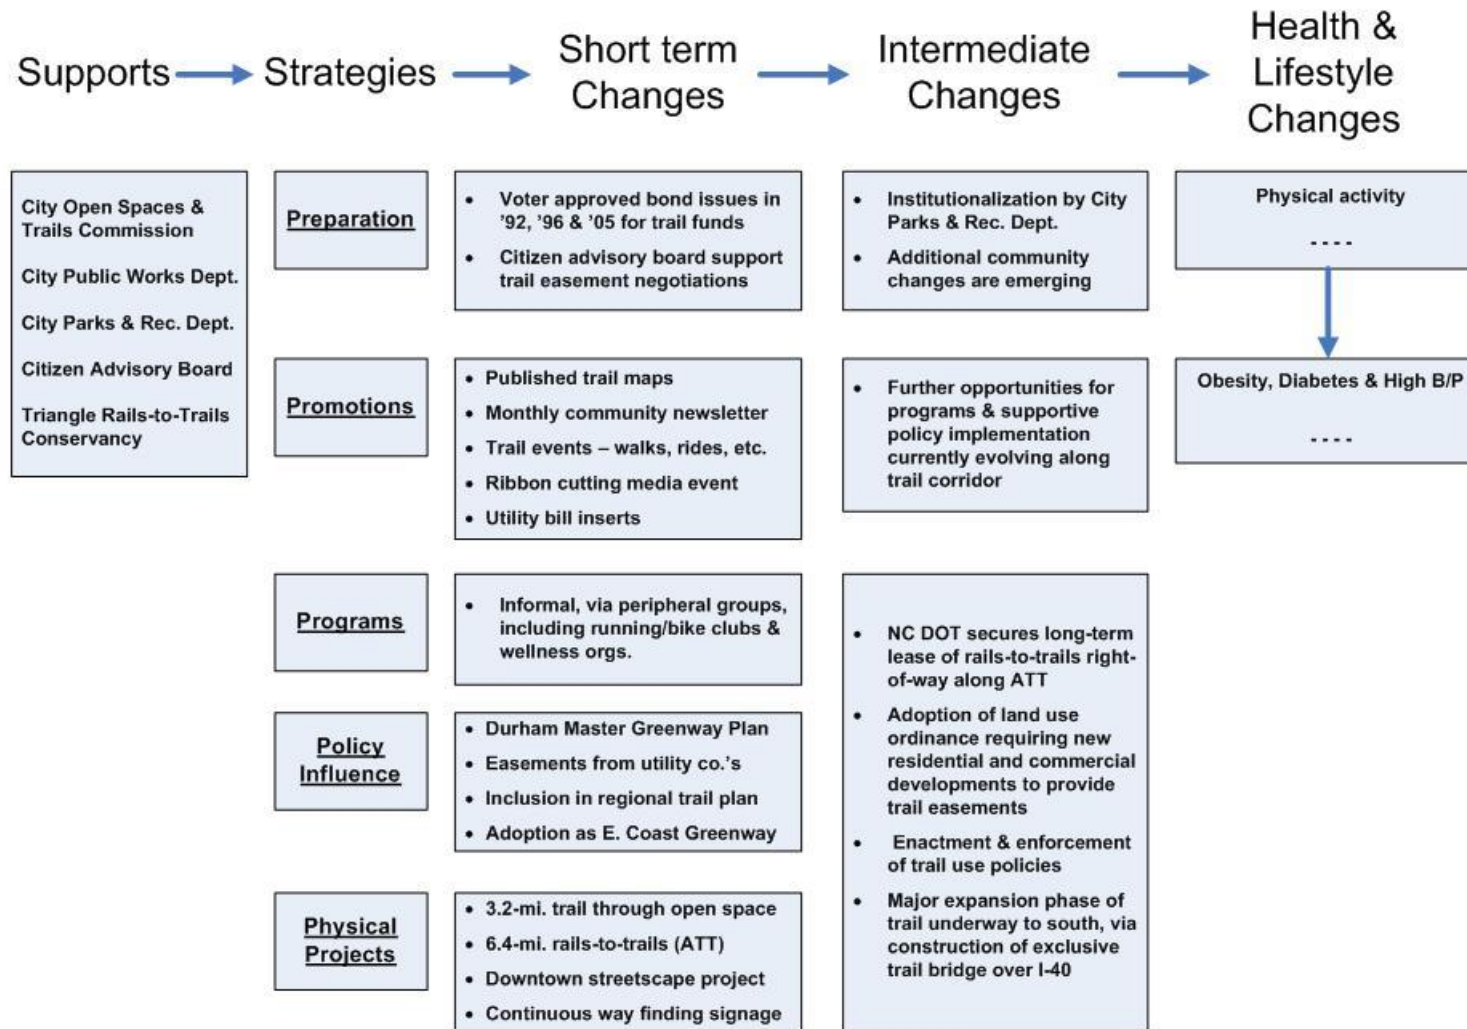 Supports
Strategies
Short term
Changes
Intermediate
Changes
Health &
Lifestyle
Changes
City Open Spaces &
Trails Commission
City Public Works Dept.
City Parks & Rec. Dept.
Citizen Advisory Board
Triangle Rails-to-Trails
Conservancy
Preparation
• Voter approved bond issues in
'92, '96 & '05 for trail funds
• Citizen advisory board support
trail easement negotiations
• Institutionalization by City
Parks & Rec. Dept.
• Additional community
changes are emerging
Physical activity
- - - -
Promotions
• Published trail maps
• Monthly community newsletter
• Trail events – walks, rides, etc.
• Ribbon cutting media event
• Utility bill inserts
• Further opportunities for
programs & supportive
policy implementation
currently evolving along
trail corridor
Obesity, Diabetes & High B/P
- - - -
Programs
• Informal, via peripheral groups,
including running/bike clubs &
wellness orgs.
Policy
Influence
• Durham Master Greenway Plan
• Easements from utility co.'s
• Inclusion in regional trail plan
• Adoption as E. Coast Greenway
Physical
Projects
• 3.2-mi. trail through open space
• 6.4-mi. rails-to-trails (ATT)
• Downtown streetscape project
• Continuous way finding signage
• NC DOT secures long-term
lease of rails-to-trails right-
of-way along ATT
• Adoption of land use
ordinance requiring new
residential and commercial
developments to provide
trail easements
• Enactment & enforcement
of trail use policies
• Major expansion phase of
trail underway to south, via
construction of exclusive
trail bridge over I-40